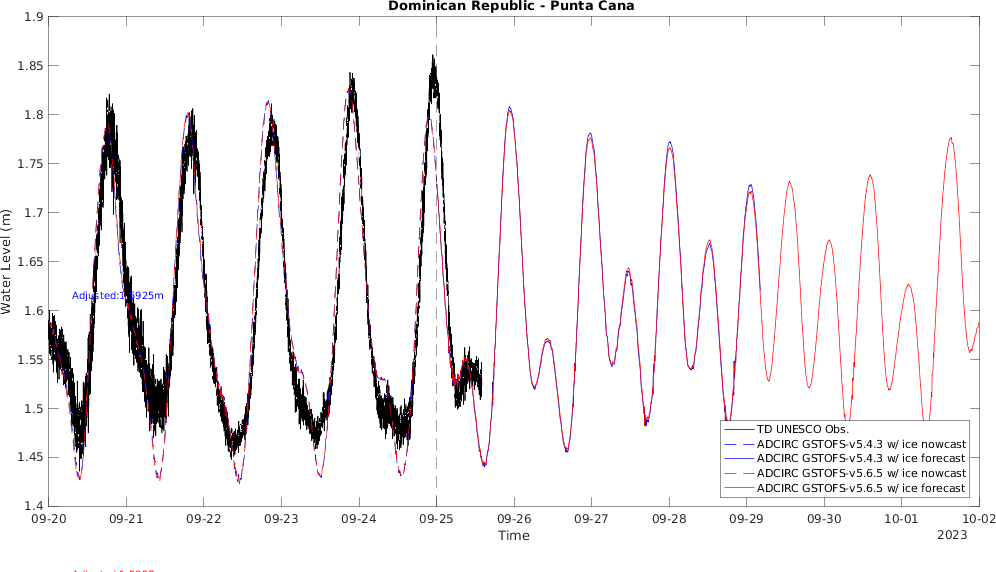 Dominican Republic - Punta Cana
1.9
1.85
1.8
1.75
1.7
1.65
1.6
1.55
1.5
1.45
1.4
Water Level (m)
TD UNESCO Obs.
ADCIRC GSTOFS-v5.4.3 w/ ice nowcast
ADCIRC GSTOFS-v5.4.3 w/ ice forecast
ADCIRC GSTOFS-v5.6.5 w/ ice nowcast
ADCIRC GSTOFS-v5.6.5 w/ ice forecast
09-20 09-21 09-22 09-23 09-24 09-25 09-26 09-27 09-28 09-29 09-30 10-01 10-02
Time
2023